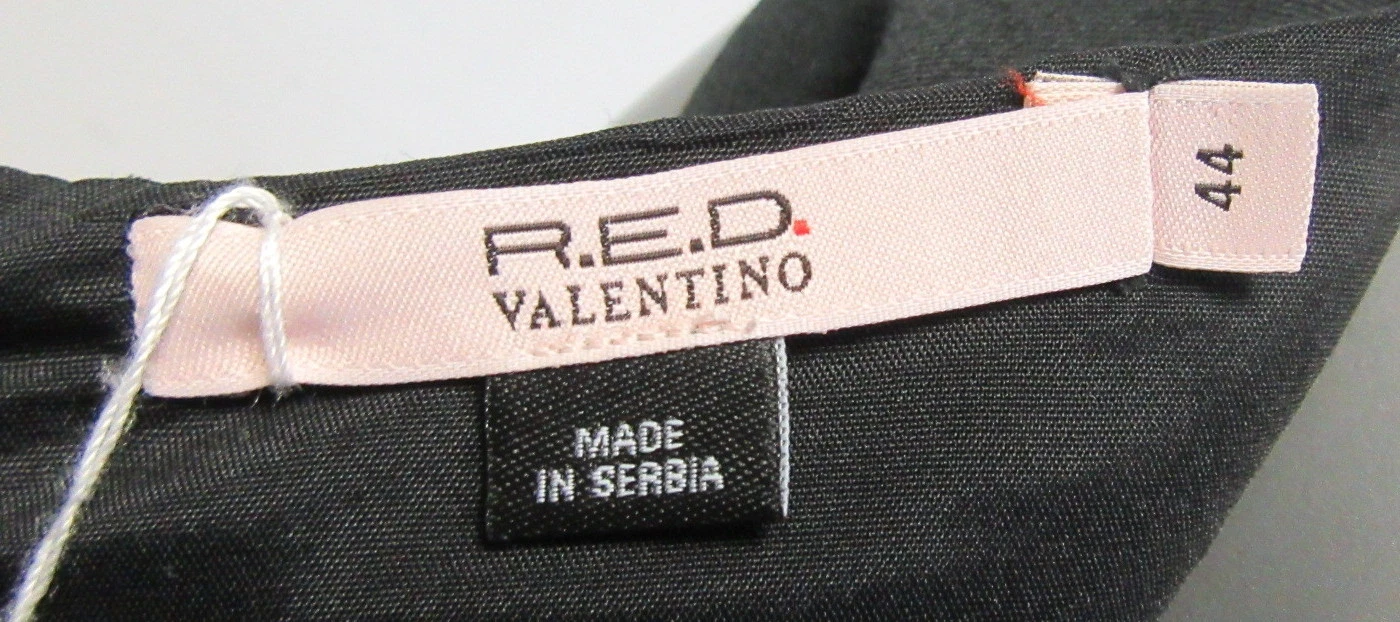 R.E.D.
VALENTINO
44
MADE
IN SERBIA